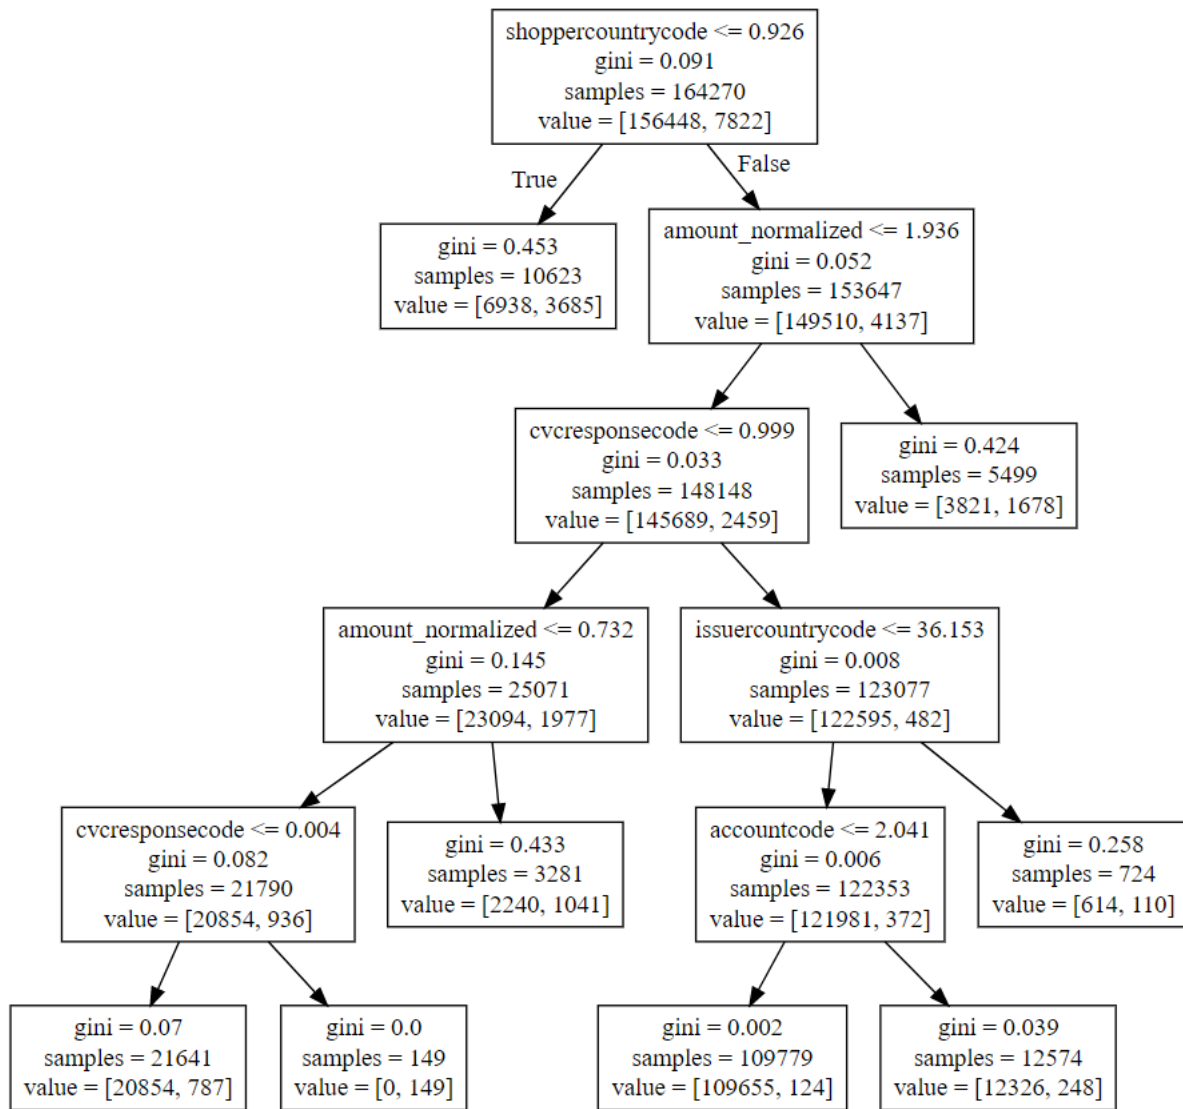 shoppercountrycode <= 0.926
gini = 0.091
samples = 164270
value = [156448, 7822]
True
False
gini = 0.453
samples = 10623
value = [6938, 3685]
amount_normalized <= 1.936
gini = 0.052
samples = 153647
value = [149510, 4137]
cvcresponsecode <= 0.999
gini = 0.033
samples = 148148
value = [145689, 2459]
gini = 0.424
samples = 5499
value = [3821, 1678]
amount_normalized <= 0.732
gini = 0.145
samples = 25071
value = [23094, 1977]
issuercountrycode <= 36.153
gini = 0.008
samples = 123077
value = [122595, 482]
cvcresponsecode <= 0.004
gini = 0.082
samples = 21790
value = [20854, 936]
gini = 0.433
samples = 3281
value = [2240, 1041]
accountcode <= 2.041
gini = 0.006
samples = 122353
value = [121981, 372]
gini = 0.258
samples = 724
value = [614, 110]
gini = 0.07
samples = 21641
value = [20854, 787]
gini = 0.0
samples = 149
value = [0, 149]
gini = 0.002
samples = 109779
value = [109655, 124]
gini = 0.039
samples = 12574
value = [12326, 248]